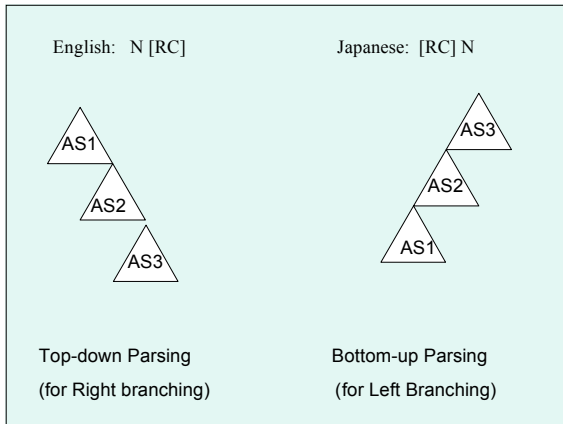 English: N [RC]
AS1
AS2
AS3
Top-down Parsing
(for Right branching)
Japanese: [RC] N
AS3
AS2
AS1
Bottom-up Parsing
(for Left Branching)